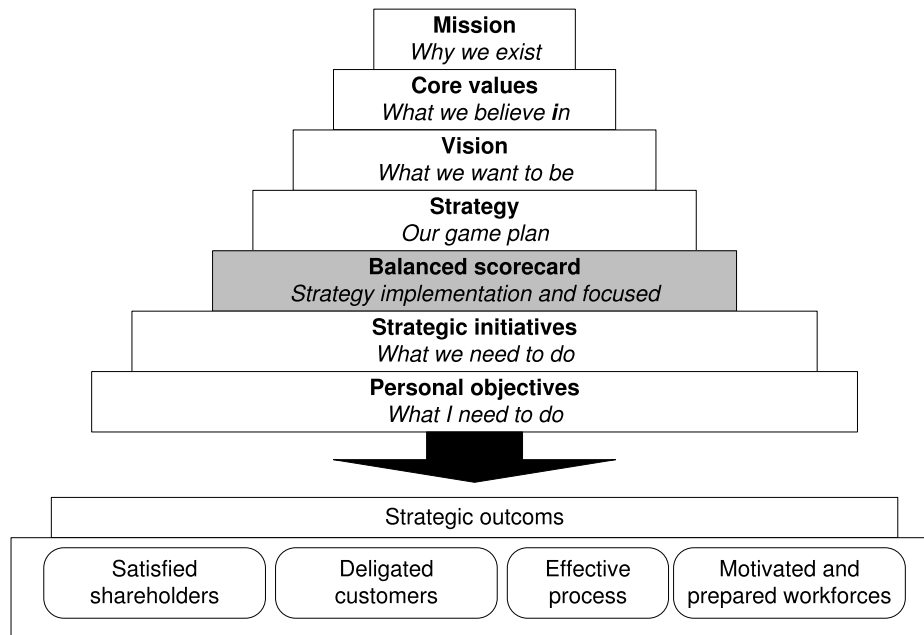 Mission
Why we exist
Core values
What we believe in
Vision
What we want to be
Strategy
Our game plan
Balanced scorecard
Strategy implementation and focused
Strategic initiatives
What we need to do
Personal objectives
What I need to do
Strategic outcoms
Satisfied
shareholders
Deligated
customers
Effective
process
Motivated and
prepared workforces